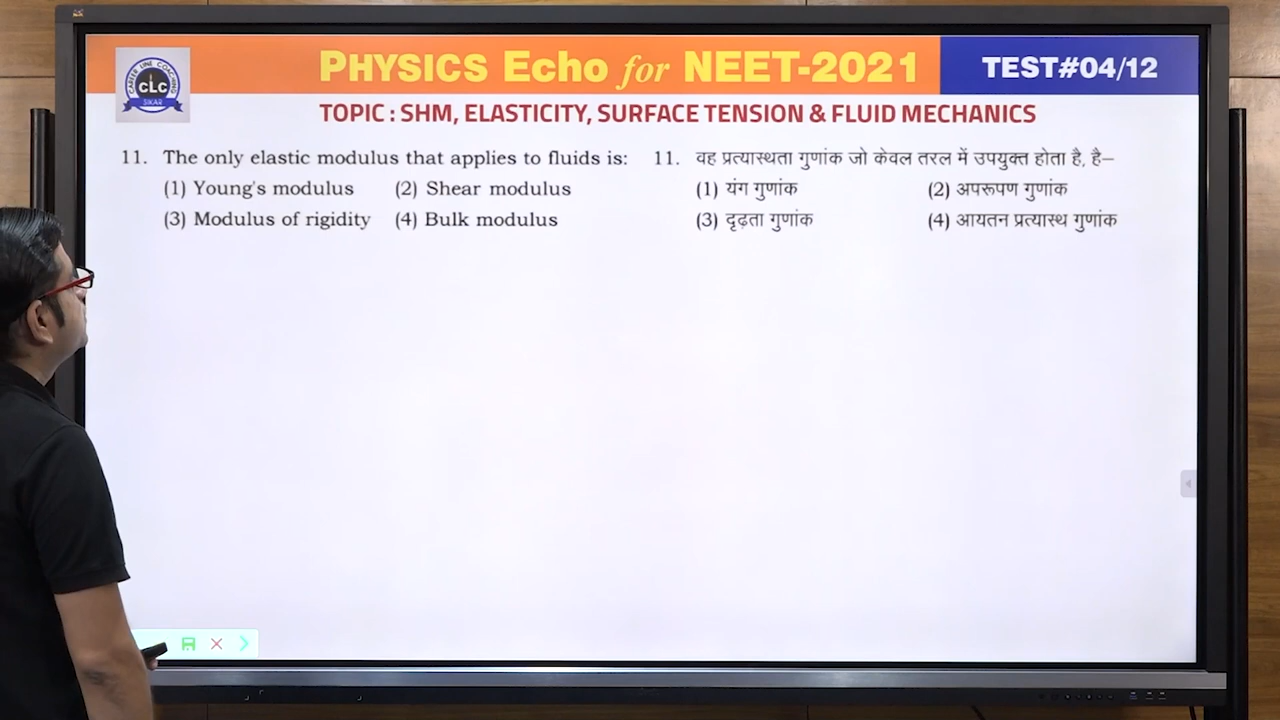 PHYSICS Echo for NEET-2021
TEST#04/12
CAREER LINE COACHING
CLC
SIKAR
TOPIC : SHM, ELASTICITY, SURFACE TENSION & FLUID MECHANICS
11. The only elastic modulus that applies to fluids is:
(1) Young's modulus (2) Shear modulus
(3) Modulus of rigidity (4) Bulk modulus
11. वह प्रत्यास्थता गुणांक जो केवल तरल में उपयुक्त होता है, है–
(1) यंग गुणांक (2) अपरूपण गुणांक
(3) दृढ़ता गुणांक (4) आयतन प्रत्यास्थ गुणांक